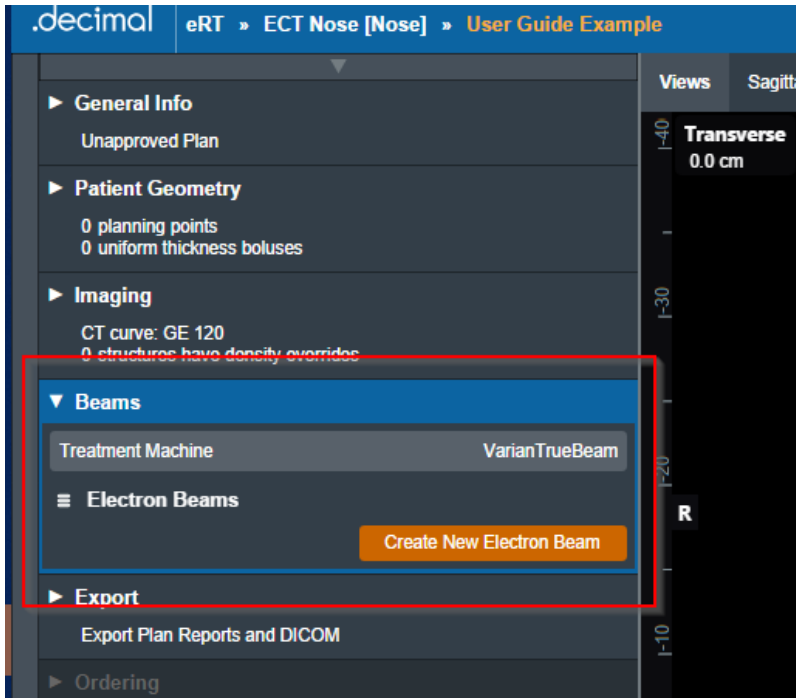 .decimal eRT » ECT Nose [Nose] » User Guide Example
General Info
Unapproved Plan
Patient Geometry
0 planning points
0 uniform thickness boluses
Imaging
CT curve: GE 120
0 structures have density overrides
Beams
Treatment Machine VarianTrueBeam
Electron Beams
Create New Electron Beam
Export
Export Plan Reports and DICOM
Ordering
Views Sagitta
Transverse
0.0 cm
-40
-30
-20
R
-10